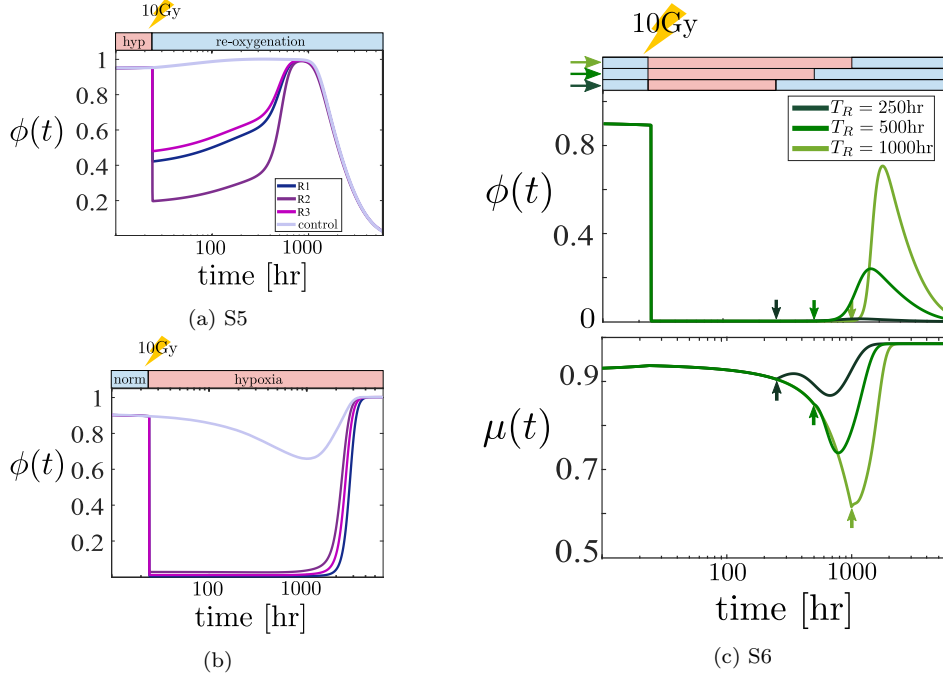 10Gy
hyp re-oxygenation
1
0.8
0.6
0.4
0.2
ϕ(t)
R1
R2
R3
control
100 1000
time [hr]
(a) S5
10Gy
norm hypoxia
1
0.8
0.6
0.4
0.2
ϕ(t)
100 1000
time [hr]
(b)
10Gy
T_R = 250hr
T_R = 500hr
T_R = 1000hr
0.8
0.4
0
ϕ(t)
0.9
0.7
0.5
μ(t)
100 1000
time [hr]
(c) S6